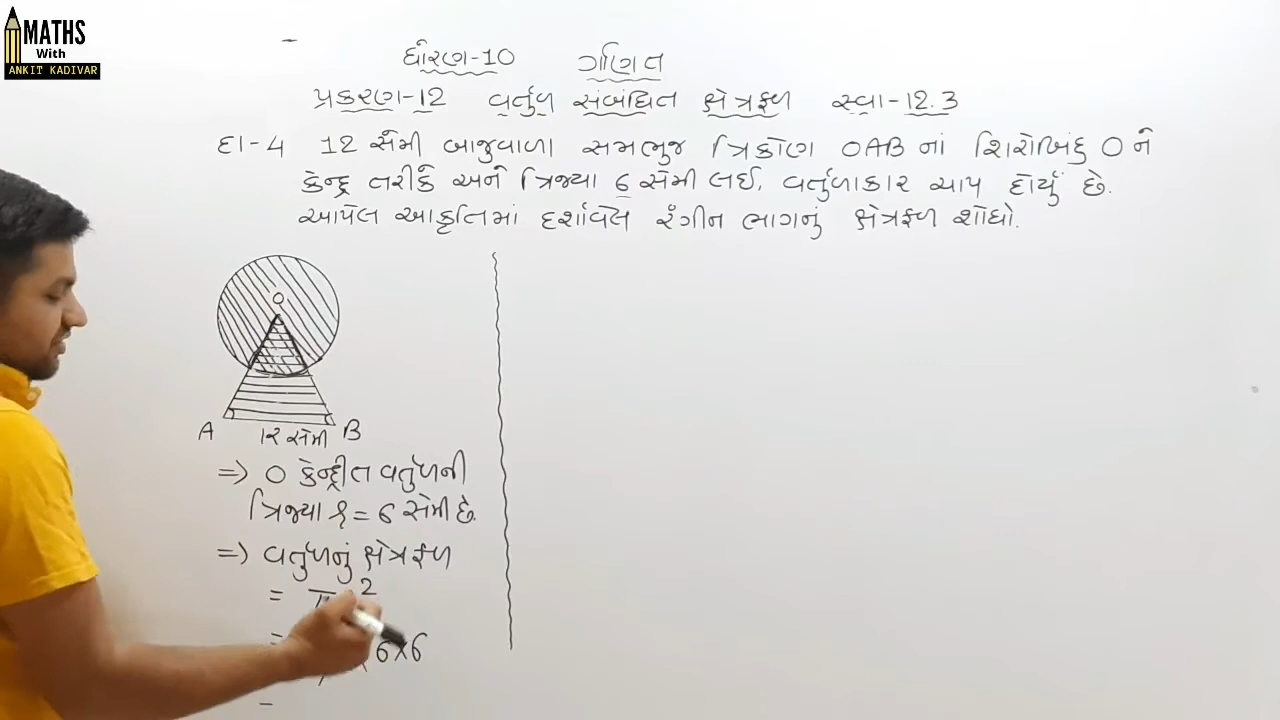 MATHS
With
ANKIT KADIVAR
ધોરણ-10 ગણિત
પ્રકરણ-12 વર્તુળ સંબંધિત ક્ષેત્રફળ સ્વા-12.3
દા-4 12 સેમી બાજુવાળા સમભુજ ત્રિકોણ OAB નાં શિરોબિંદુ O ને
કેન્દ્ર તરીકે અને ત્રિજ્યા 6 સેમી લઈ, વર્તુળાકાર ચાપ દોર્યું છે.
આપેલ આકૃતિમાં દર્શાવેલ રંગીન ભાગનું ક્ષેત્રફળ શોધો.
O
A 12 સેમી B
=> O કેન્દ્રીત વર્તુળની
ત્રિજ્યા r = 6 સેમી છે.
=> વર્તુળનું ક્ષેત્રફળ
= π 2
= 6×6
=